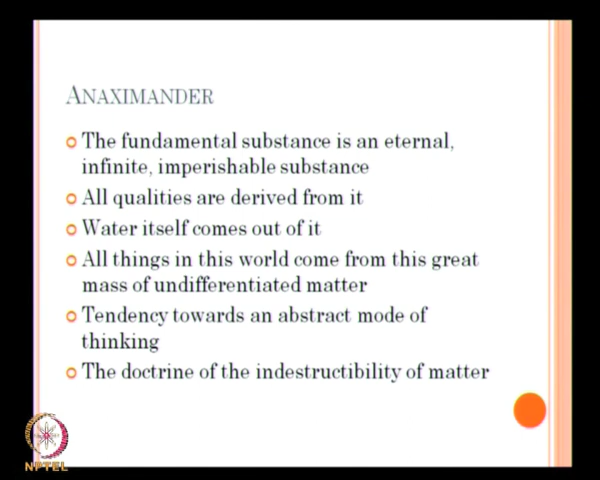 ANAXIMANDER
The fundamental substance is an eternal,
infinite, imperishable substance
All qualities are derived from it
Water itself comes out of it
All things in this world come from this great
mass of undifferentiated matter
Tendency towards an abstract mode of
thinking
The doctrine of the indestructibility of matter
NPTEL